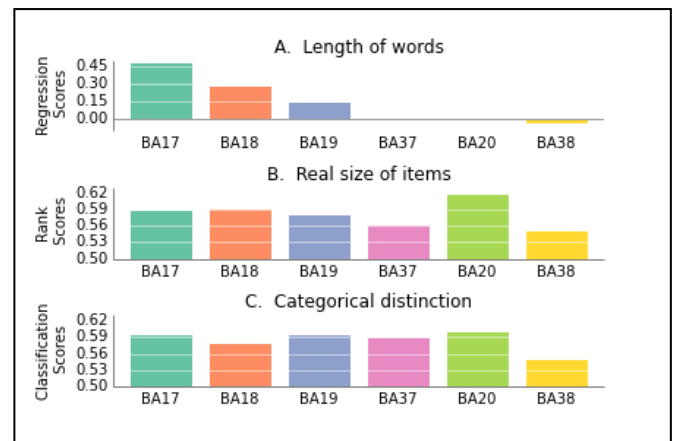 A. Length of words
Regression
Scores
0.45
0.30
0.15
0.00
BA17 BA18 BA19 BA37 BA20 BA38
B. Real size of items
Rank
Scores
0.62
0.59
0.56
0.53
0.50
BA17 BA18 BA19 BA37 BA20 BA38
C. Categorical distinction
Classification
Scores
0.62
0.59
0.56
0.53
0.50
BA17 BA18 BA19 BA37 BA20 BA38